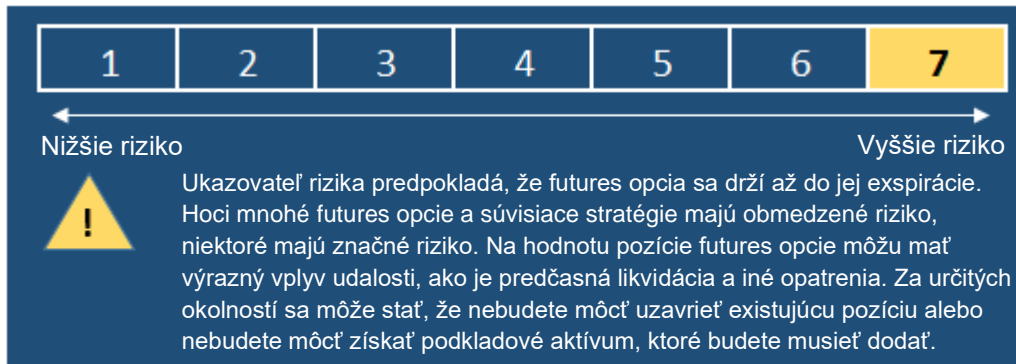 1 2 3 4 5 6 7
Nižšie riziko Vyššie riziko
!
Ukazovateľ rizika predpokladá, že futures opcia sa drží až do jej exspirácie.
Hoci mnohé futures opcie a súvisiace stratégie majú obmedzené riziko,
niektoré majú značné riziko. Na hodnotu pozície futures opcie môžu mať
výrazný vplyv udalosti, ako je predčasná likvidácia a iné opatrenia. Za určitých
okolností sa môže stať, že nebudete môcť uzavrieť existujúcu pozíciu alebo
nebudete môcť získať podkladové aktívum, ktoré budete musieť dodať.